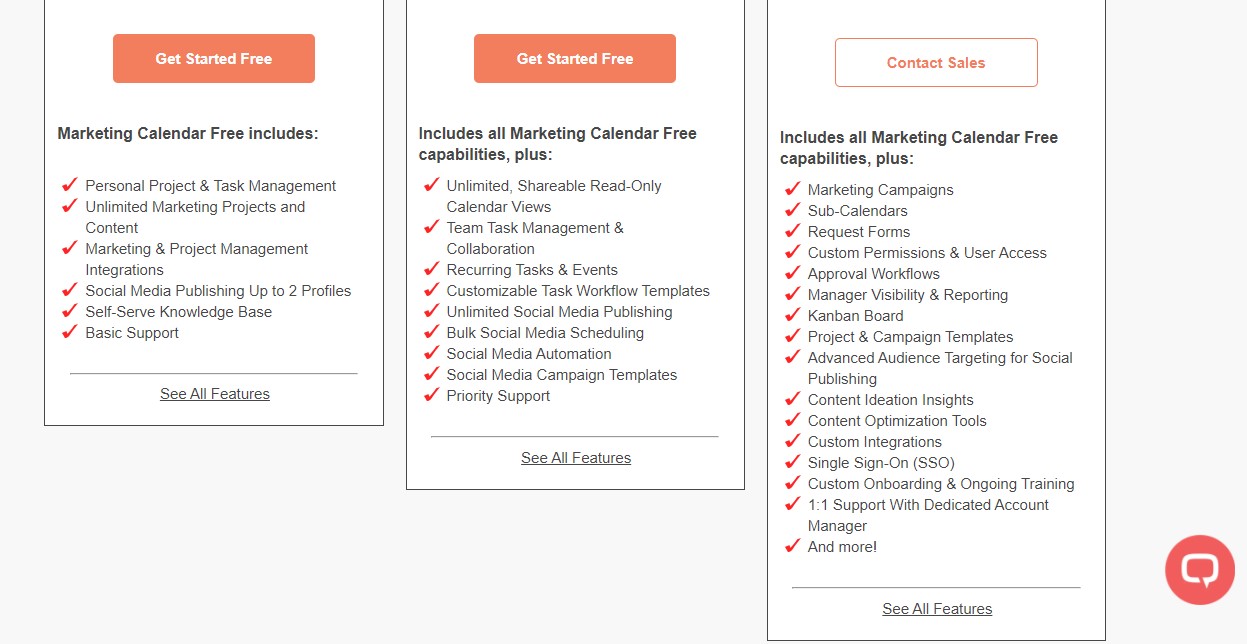 Get Started Free
Marketing Calendar Free includes:
Personal Project & Task Management
Unlimited Marketing Projects and
Content
Marketing & Project Management
Integrations
Social Media Publishing Up to 2 Profiles
Self-Serve Knowledge Base
Basic Support
See All Features
Get Started Free
Includes all Marketing Calendar Free
capabilities, plus:
Unlimited, Shareable Read-Only
Calendar Views
Team Task Management &
Collaboration
Recurring Tasks & Events
Customizable Task Workflow Templates
Unlimited Social Media Publishing
Bulk Social Media Scheduling
Social Media Automation
Social Media Campaign Templates
Priority Support
See All Features
Contact Sales
Includes all Marketing Calendar Free
capabilities, plus:
Marketing Campaigns
Sub-Calendars
Request Forms
Custom Permissions & User Access
Approval Workflows
Manager Visibility & Reporting
Kanban Board
Project & Campaign Templates
Advanced Audience Targeting for Social
Publishing
Content Ideation Insights
Content Optimization Tools
Custom Integrations
Single Sign-On (SSO)
Custom Onboarding & Ongoing Training
1:1 Support With Dedicated Account
Manager
And more!
See All Features